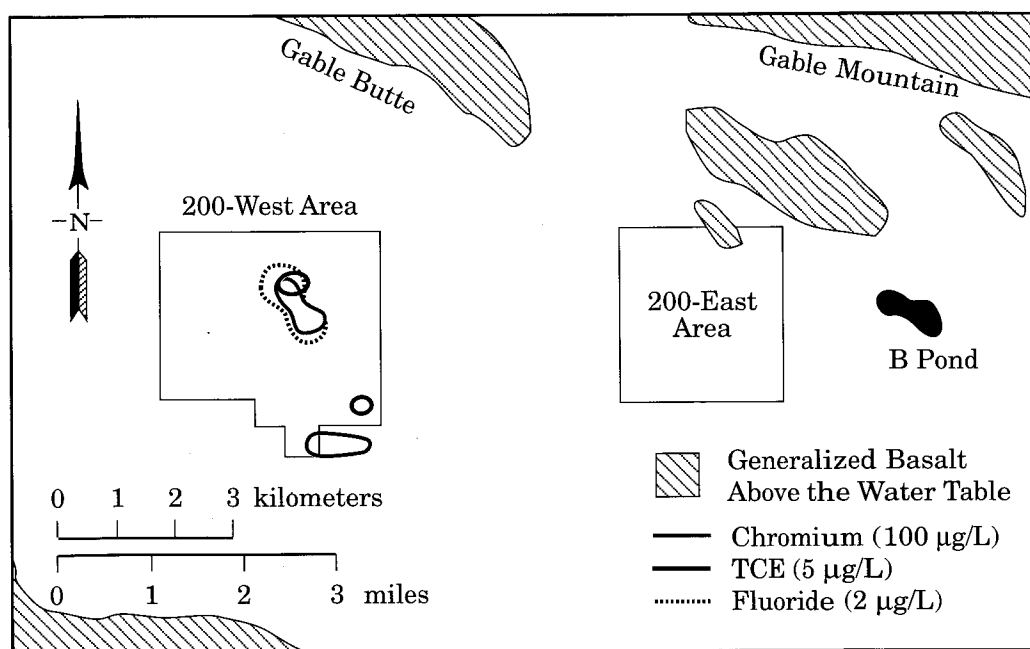 Gable Butte
Gable Mountain
N
200-West Area
200-East
Area
B Pond
0 1 2 3 kilometers
0 1 2 3 miles
Generalized Basalt
Above the Water Table
Chromium (100 µg/L)
TCE (5 µg/L)
Fluoride (2 µg/L)